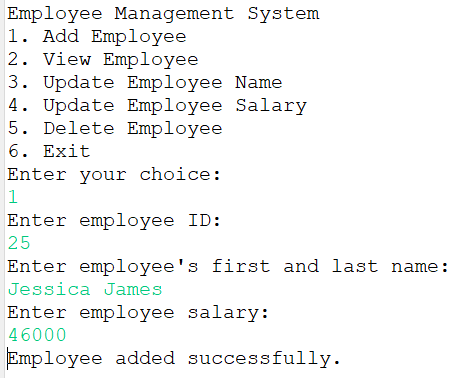 Employee Management System
1. Add Employee
2. View Employee
3. Update Employee Name
4. Update Employee Salary
5. Delete Employee
6. Exit
Enter your choice:
1
Enter employee ID:
25
Enter employee's first and last name:
Jessica James
Enter employee salary:
46000
Employee added successfully.